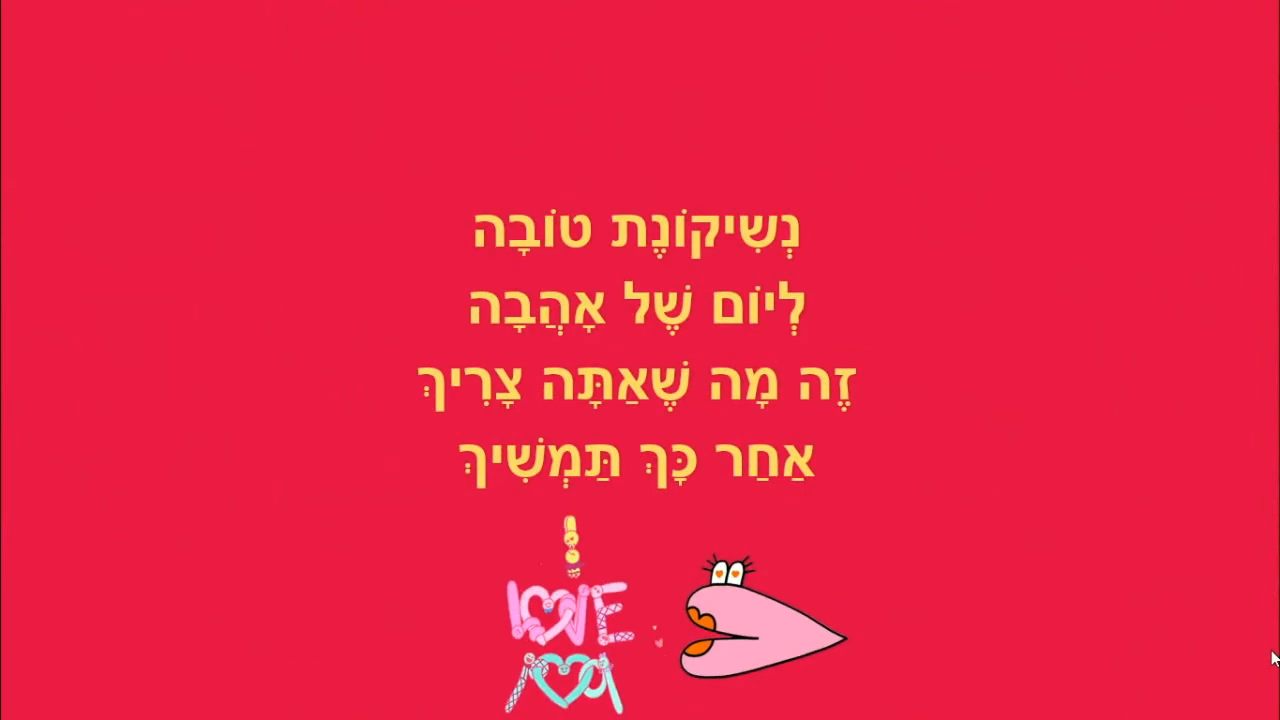 נְשִׁיקוֹנֶת טוֹבָה
לְיוֹם שֶׁל אָהֲבָה
זֶה מָה שֶׁאַתָּה צָרִיךְ
אַחַר כָּךְ תַּמְשִׁיךְ
I
LOVE